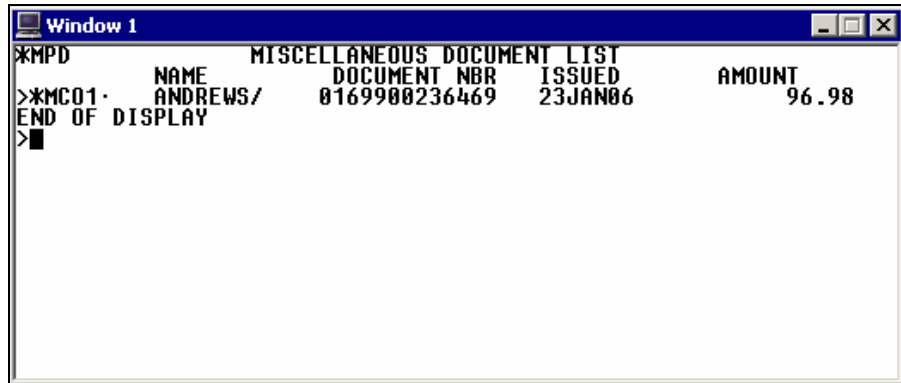 Window 1
*MPD MISCELLANEOUS DOCUMENT LIST
NAME DOCUMENT NBR ISSUED AMOUNT
>*MCO1· ANDREWS/ 0169900236469 23JAN06 96.98
END OF DISPLAY
>